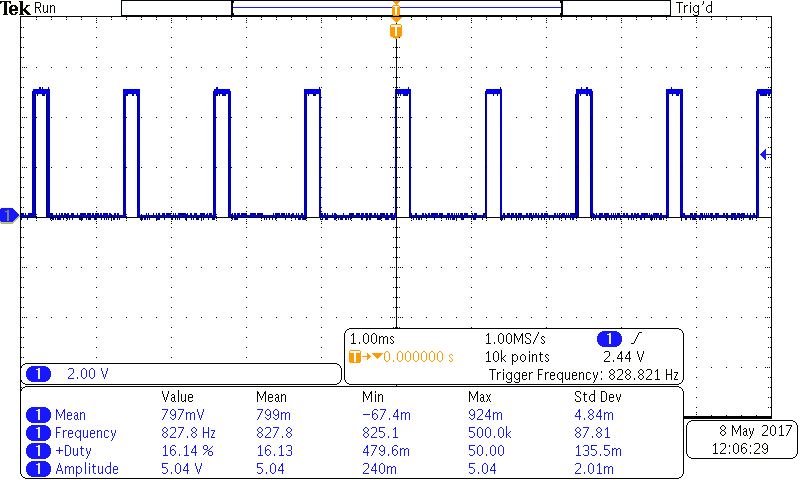 Tek Run Trig'd
T
T
1
1.00ms 1.00MS/s 1
T 0.000000 s 10k points 2.44 V
Trigger Frequency: 828.821 Hz
1 2.00 V
Value Mean Min Max Std Dev
1 Mean 797mV 799m −67.4m 924m 4.84m
1 Frequency 827.8 Hz 827.8 825.1 500.0k 87.81
1 +Duty 16.14 % 16.13 479.6m 50.00 135.5m
1 Amplitude 5.04 V 5.04 240m 5.04 2.01m
8 May 2017
12:06:29